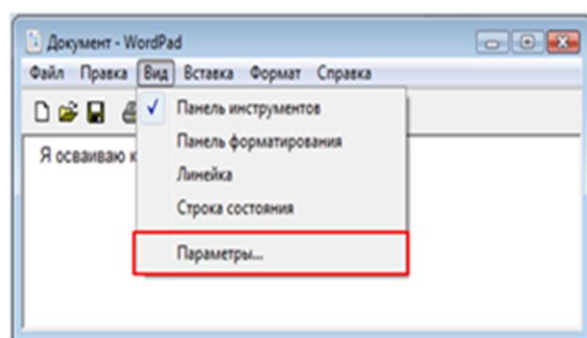 Документ - WordPad
Файл Правка Вид Вставка Формат Справка
Панель инструментов
Я осваиваю к
Панель форматирования
Линейка
Строка состояния
Параметры...